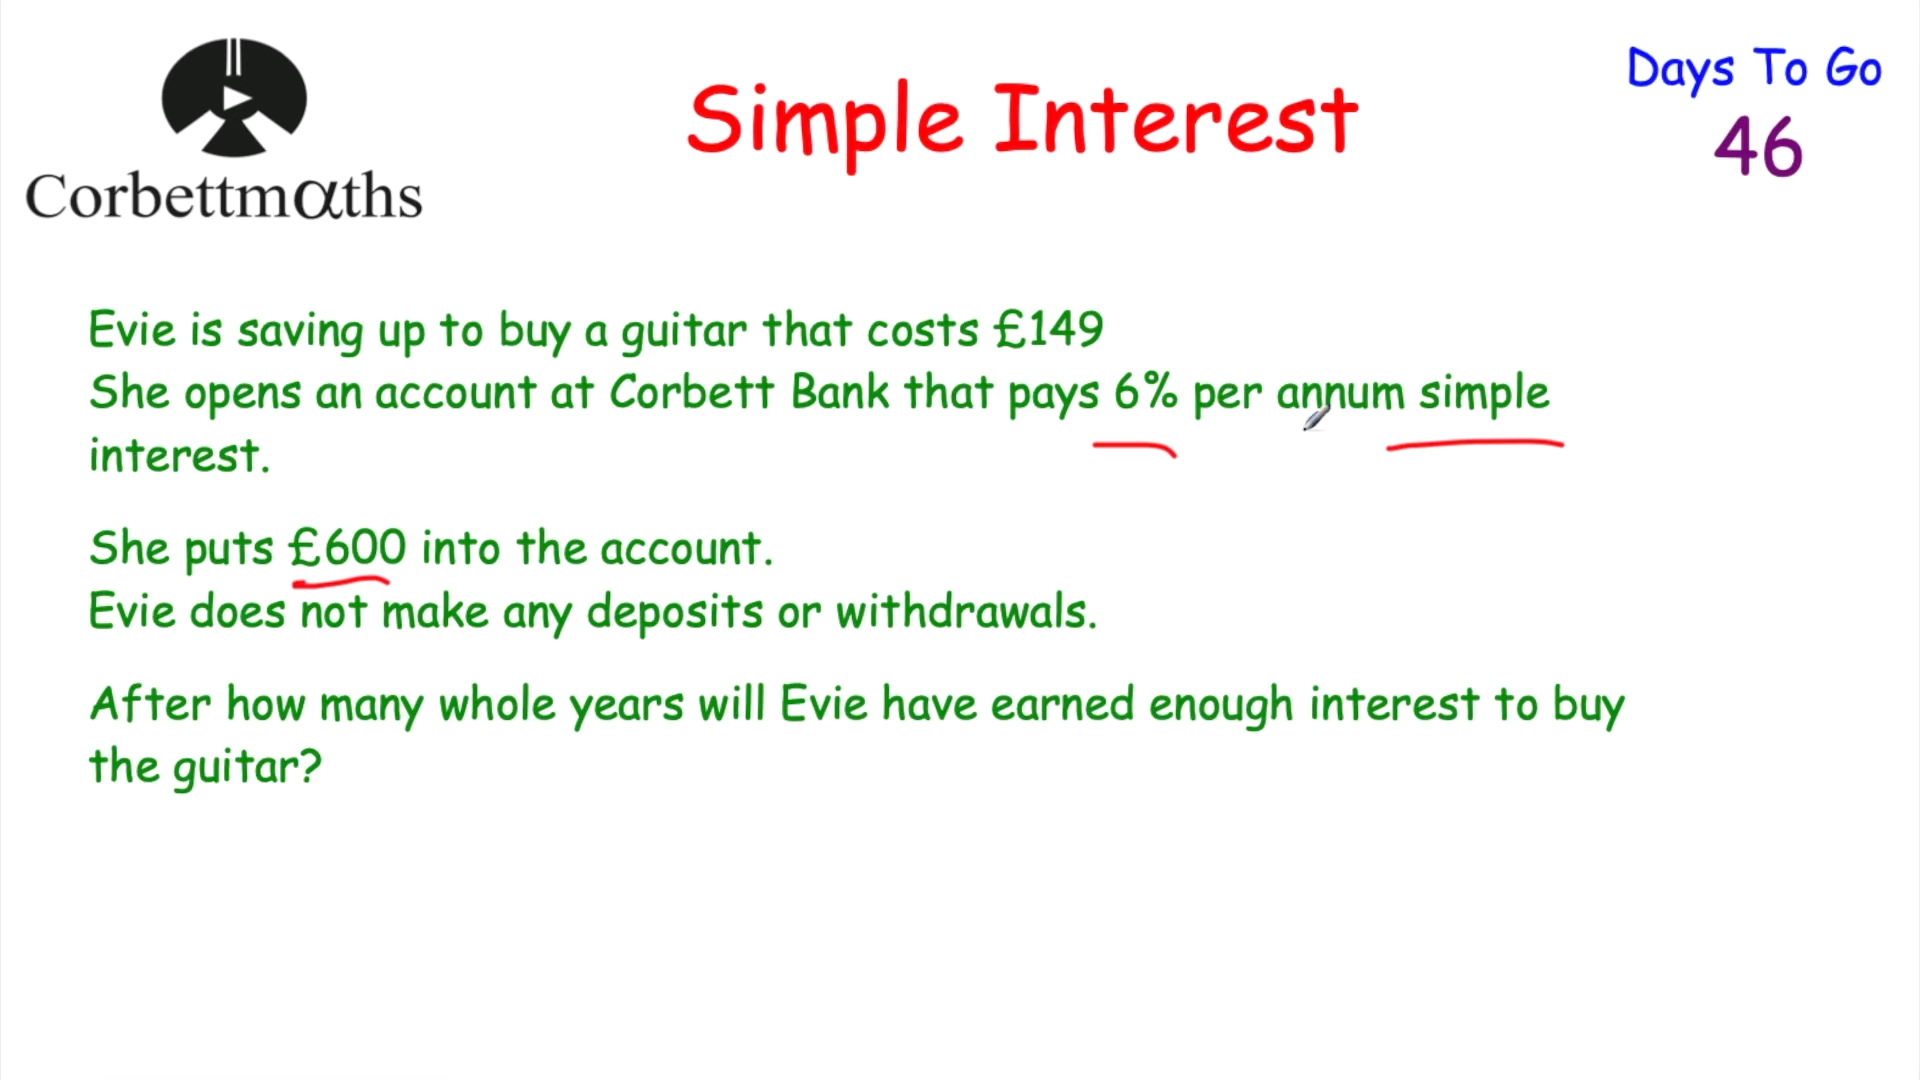 Corbettmαths
Simple Interest
Days To Go
46
Evie is saving up to buy a guitar that costs £149
She opens an account at Corbett Bank that pays 6% per annum simple
interest.
She puts £600 into the account.
Evie does not make any deposits or withdrawals.
After how many whole years will Evie have earned enough interest to buy
the guitar?